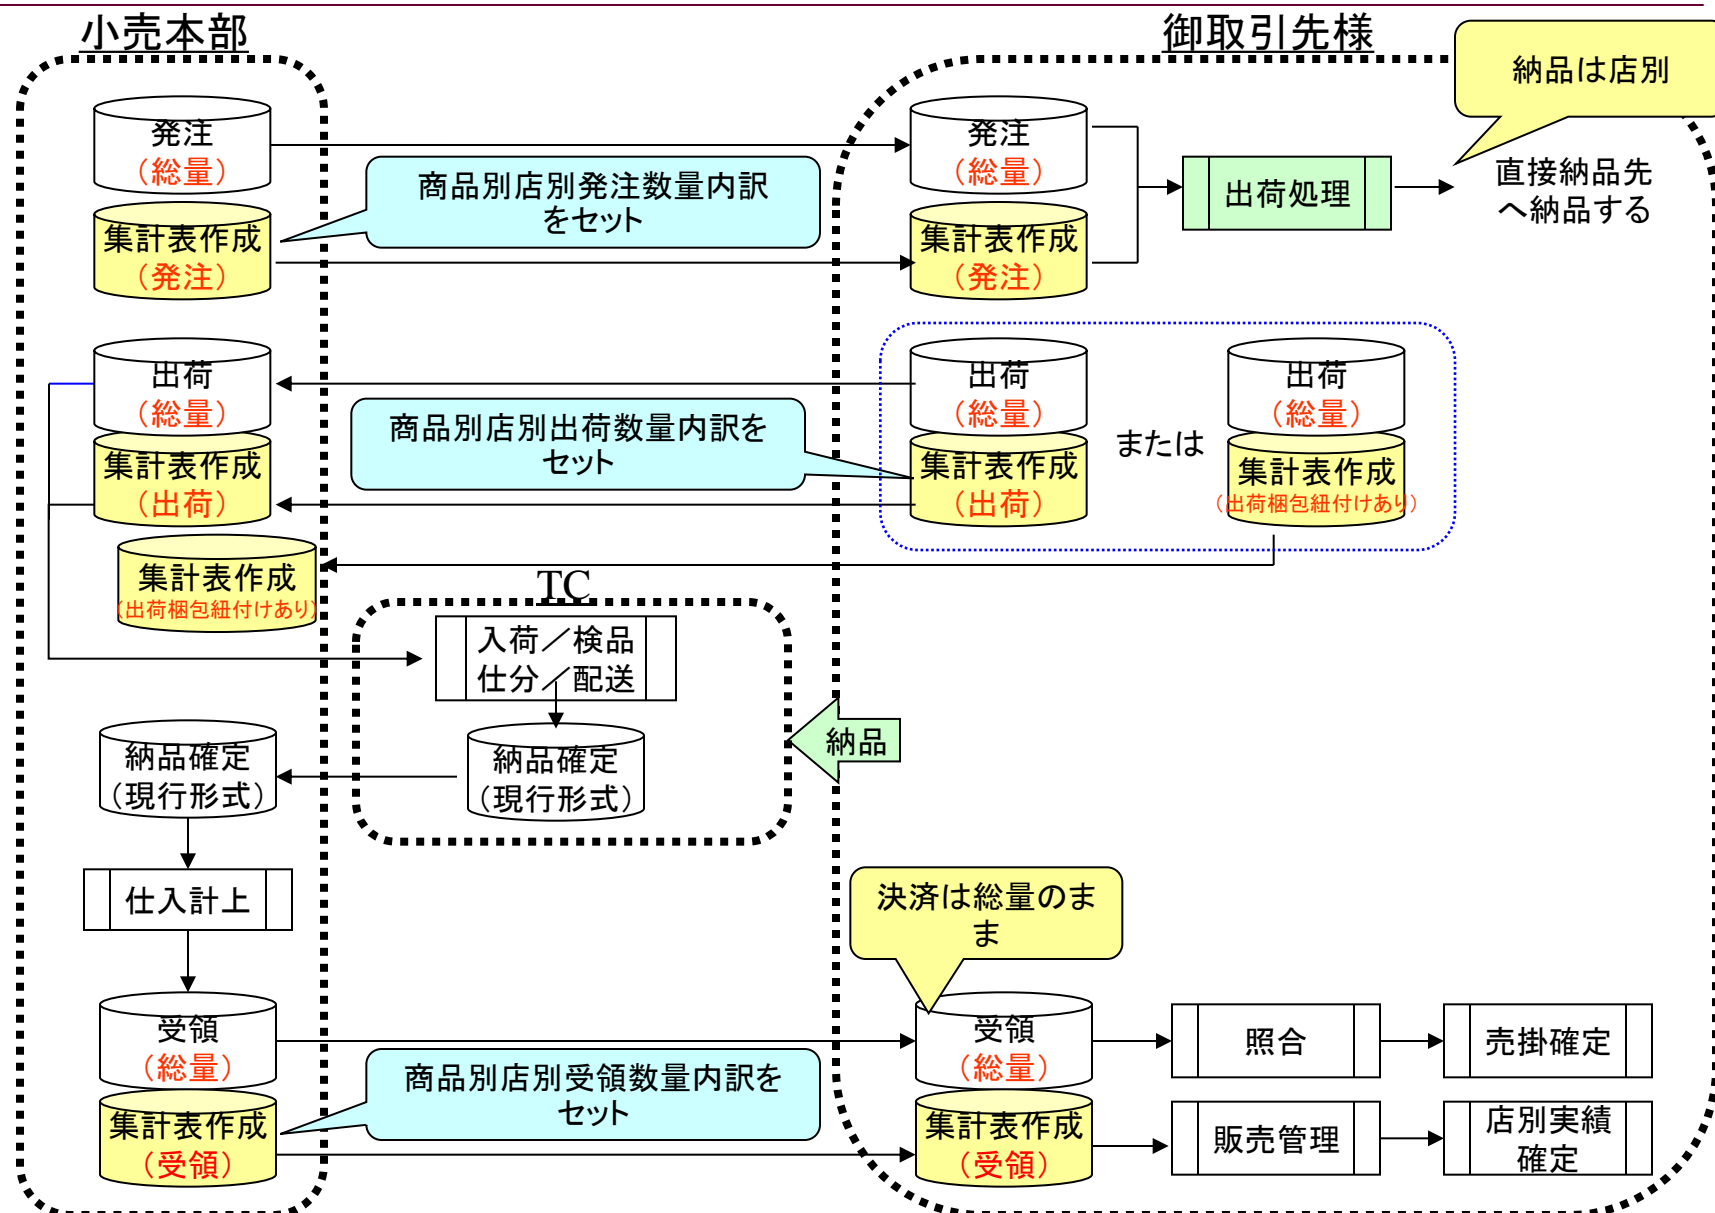 小売本部
御取引先様
納品は店別
発注
（総量）
集計表作成
（発注）
商品別店別発注数量内訳
をセット
発注
（総量）
集計表作成
（発注）
出荷処理
直接納品先
へ納品する
出荷
（総量）
集計表作成
（出荷）
商品別店別出荷数量内訳を
セット
出荷
（総量）
集計表作成
（出荷）
または
出荷
（総量）
集計表作成
（出荷梱包紐付けあり）
集計表作成
（出荷梱包紐付けあり）
TC
入荷／検品
仕分／配送
納品確定
（現行形式）
納品
納品確定
（現行形式）
仕入計上
決済は総量のま
ま
受領
（総量）
集計表作成
（受領）
商品別店別受領数量内訳を
セット
受領
（総量）
集計表作成
（受領）
照合
売掛確定
販売管理
店別実績
確定